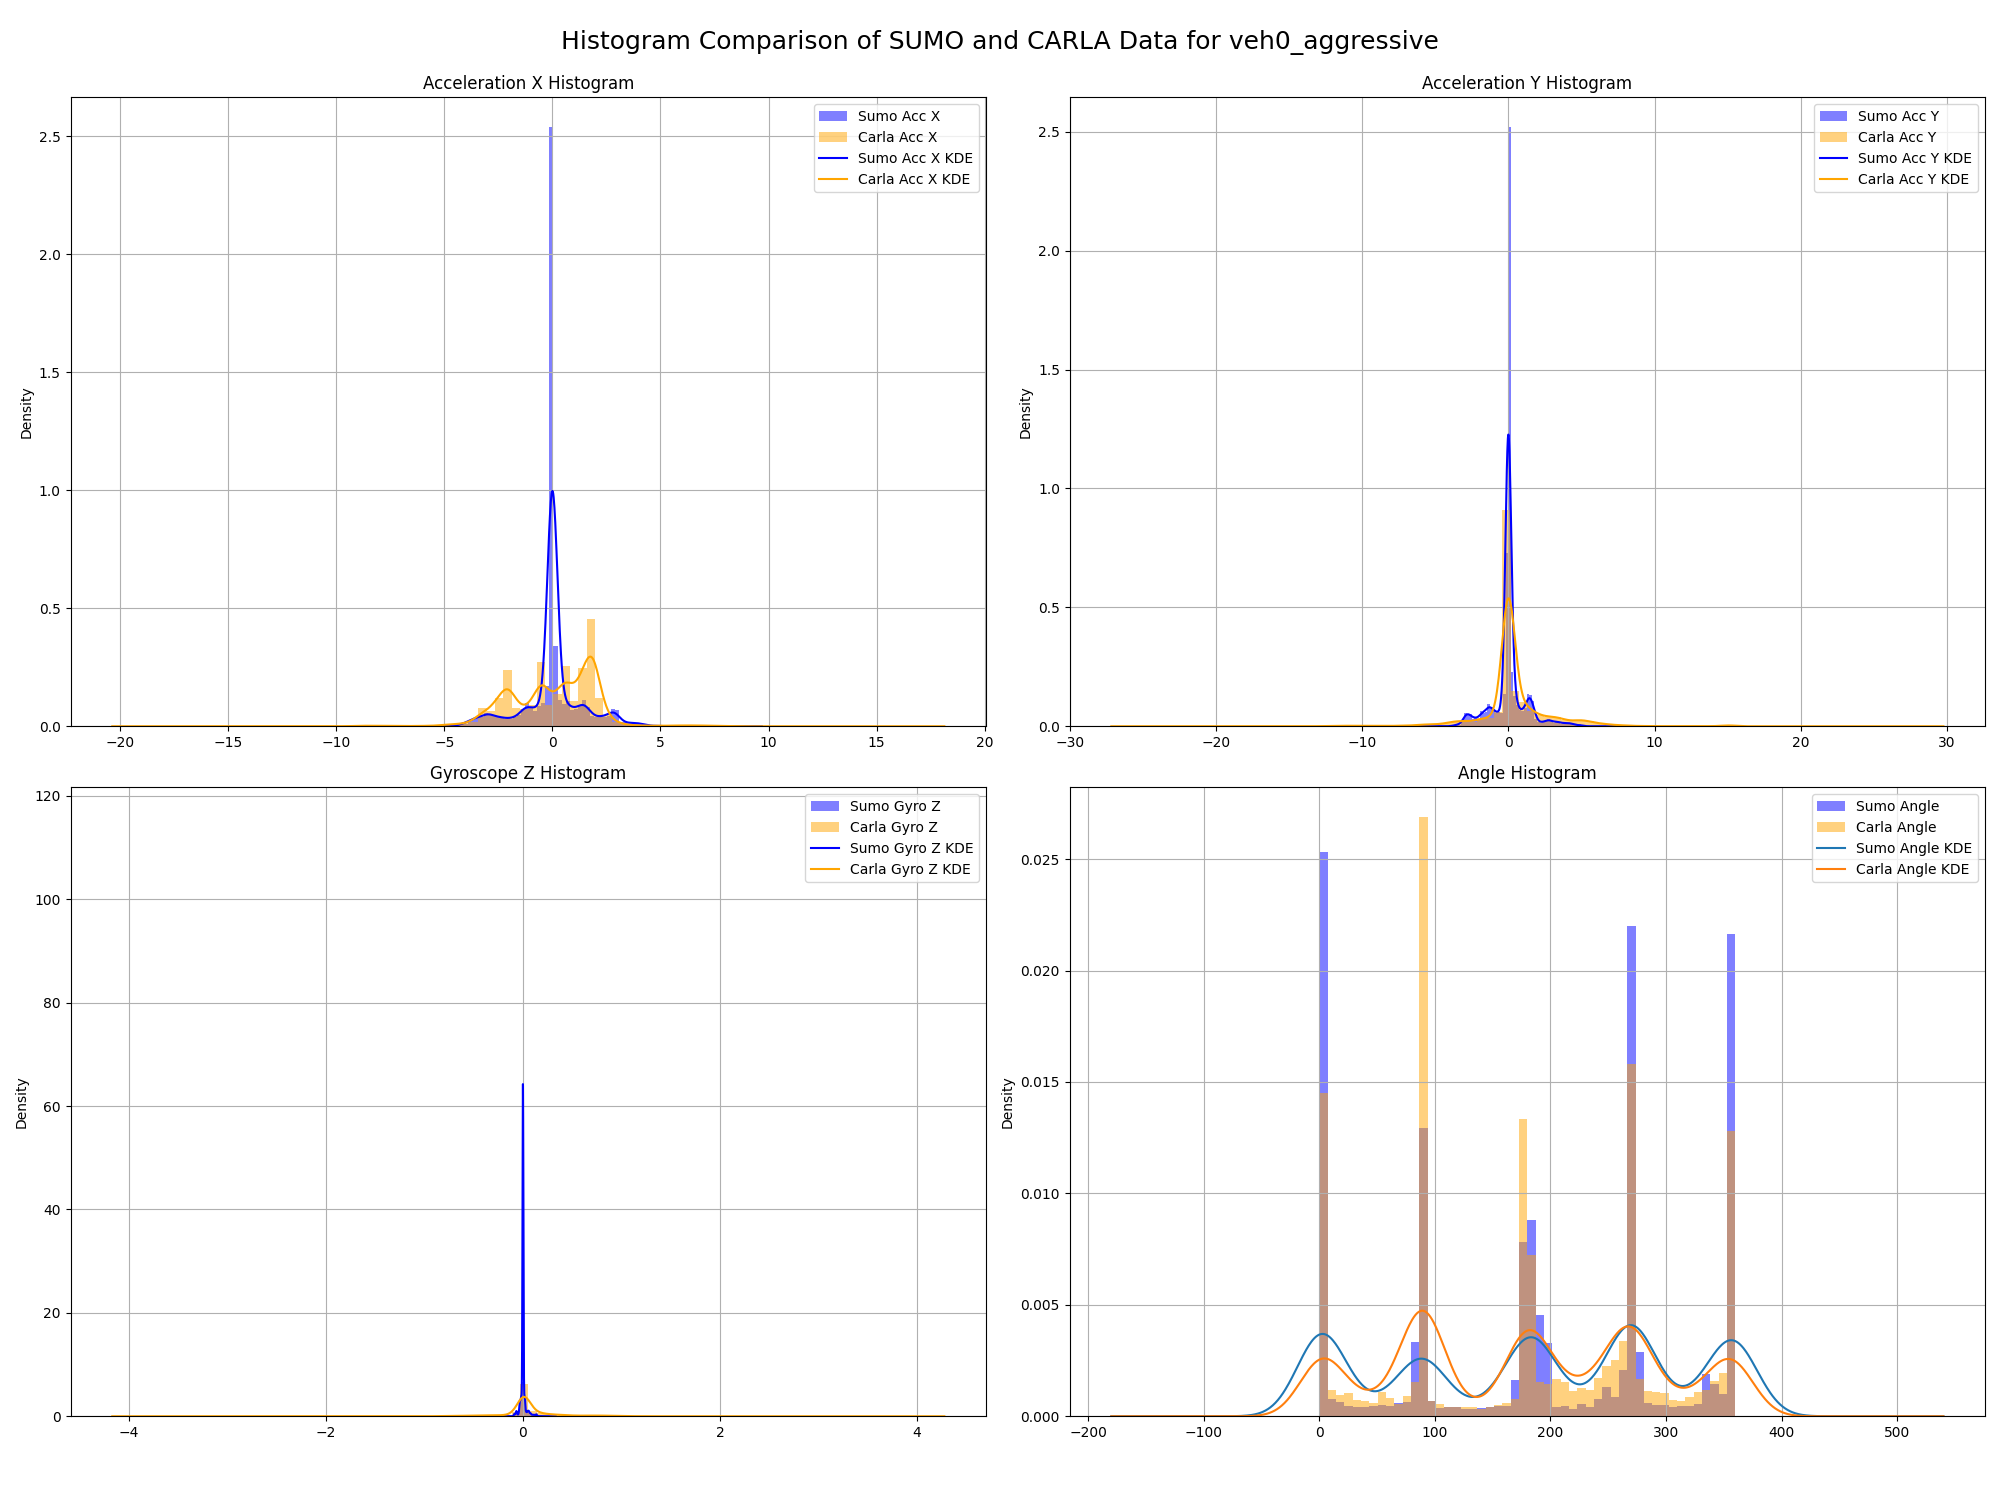 Histogram Comparison of SUMO and CARLA Data for veh0_aggressive
Acceleration X Histogram
Density
2.5
2.0
1.5
1.0
0.5
0.0
−20 −15 −10 −5 0 5 10 15 20
Sumo Acc X
Carla Acc X
Sumo Acc X KDE
Carla Acc X KDE
Acceleration Y Histogram
Density
2.5
2.0
1.5
1.0
0.5
0.0
−30 −20 −10 0 10 20 30
Sumo Acc Y
Carla Acc Y
Sumo Acc Y KDE
Carla Acc Y KDE
Gyroscope Z Histogram
Density
120
100
80
60
40
20
0
−4 −2 0 2 4
Sumo Gyro Z
Carla Gyro Z
Sumo Gyro Z KDE
Carla Gyro Z KDE
Angle Histogram
Density
0.025
0.020
0.015
0.010
0.005
0.000
−200 −100 0 100 200 300 400 500
Sumo Angle
Carla Angle
Sumo Angle KDE
Carla Angle KDE